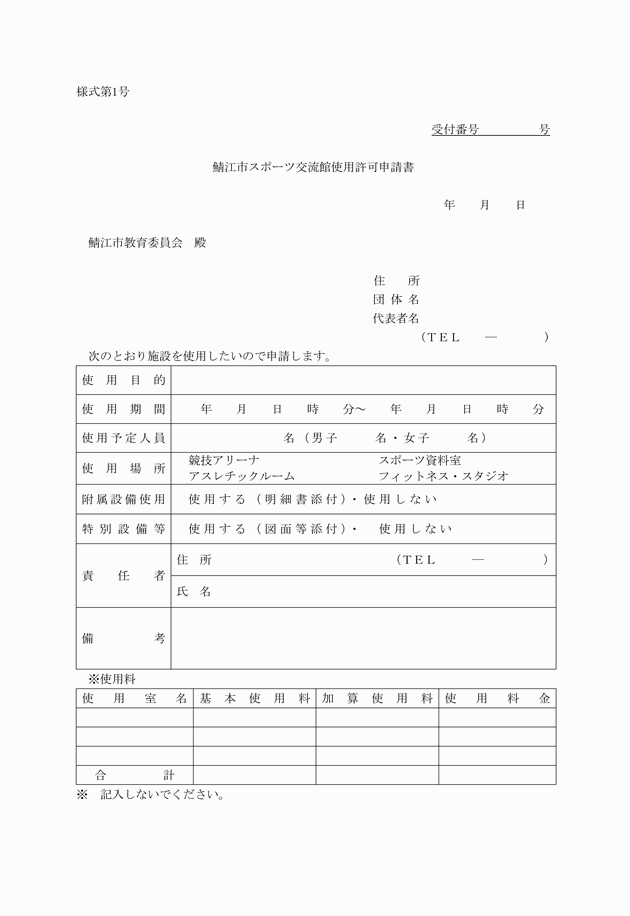 様式第1号
受付番号　　　　　号
鯖江市スポーツ交流館使用許可申請書
年　　月　　日
鯖江市教育委員会　殿
住　　所
団 体 名
代表者名
（ＴＥＬ　　―　　　　）
次のとおり施設を使用したいので申請します。
使　用　目　的
使　用　期　間　　年　　月　　日　　時　　分～　　年　　月　　日　　時　　分
使用予定人員　　名（男子　　　名・女子　　　名）
使　用　場　所　　競技アリーナ　　スポーツ資料室
アスレチックルーム　　フィットネス・スタジオ
附属設備使用　　使用する（明細書添付）・使用しない
特別設備等　　使用する（図面等添付）・　使用しない
責　任　者　　住　所　　（ＴＥＬ　　―　　　　）
氏　名
備　　　考
※使用料
使　用　室　名　　基　本　使　用　料　　加　算　使　用　料　　使　用　料　金
合　　　計
※　記入しないでください。